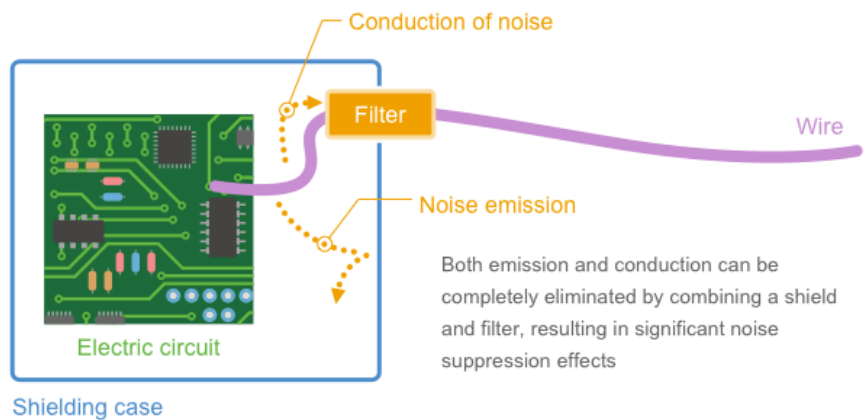 Conduction of noise
Filter
Wire
Noise emission
Both emission and conduction can be
completely eliminated by combining a shield
and filter, resulting in significant noise
suppression effects
Electric circuit
Shielding case